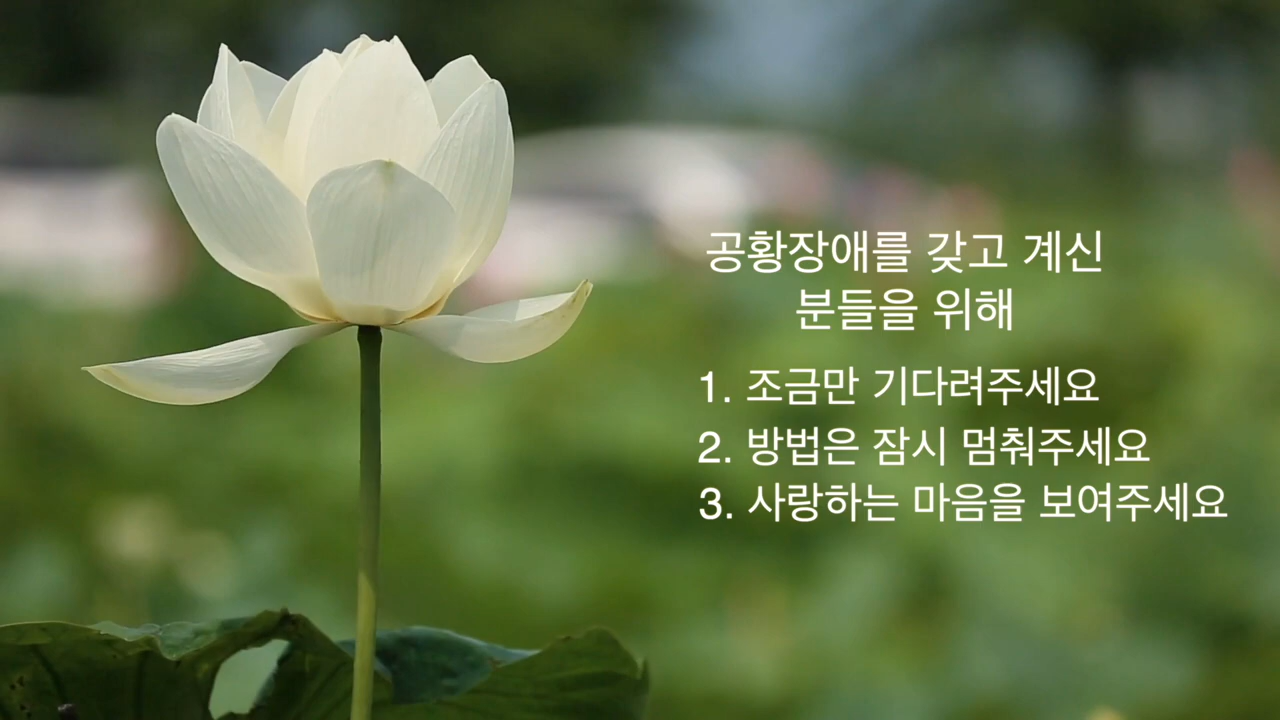 공황장애를 갖고 계신
분들을 위해
1. 조금만 기다려주세요
2. 방법은 잠시 멈춰주세요
3. 사랑하는 마음을 보여주세요